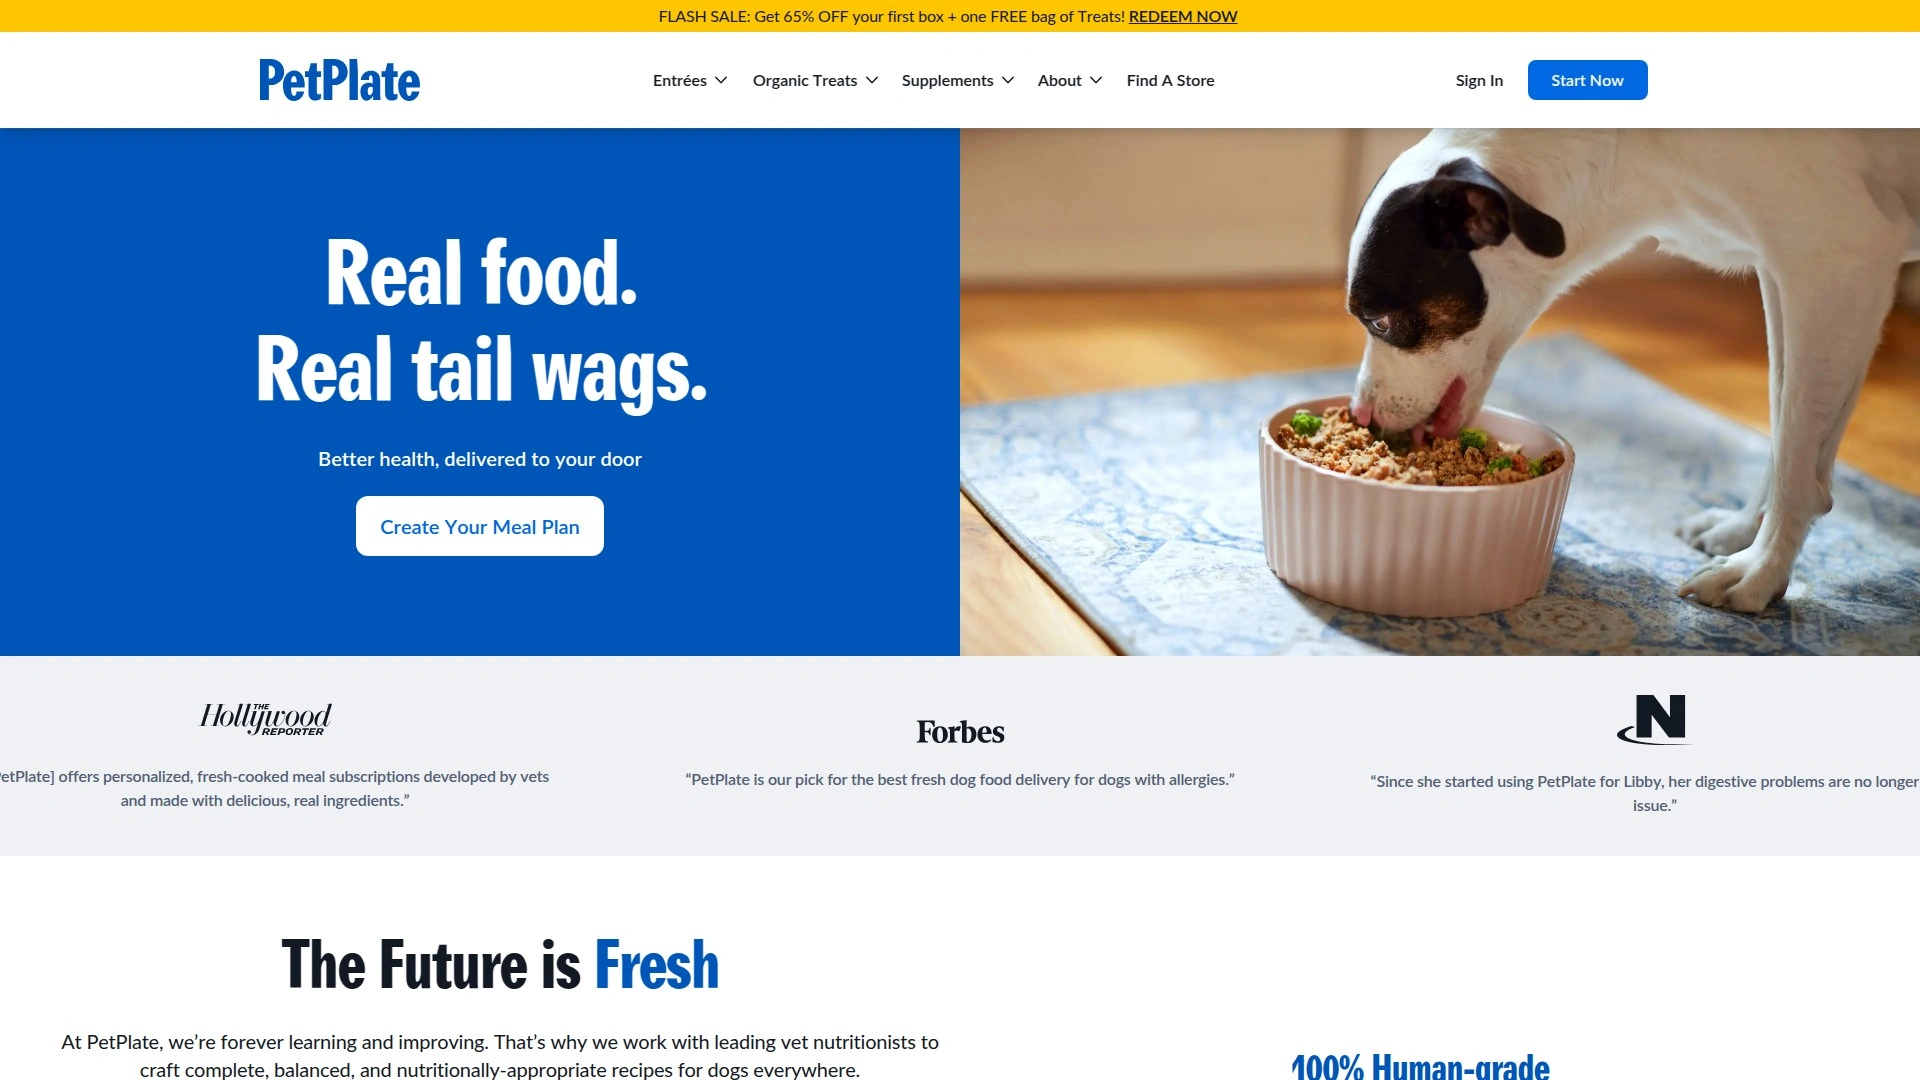 FLASH SALE: Get 65% OFF your first box + one FREE bag of Treats! REDEEM NOW
PetPlate
Entrées
Organic Treats
Supplements
About
Find A Store
Sign In
Start Now
Real food.
Real tail wags.
Better health, delivered to your door
Create Your Meal Plan
THE
Hollywood
REPORTER
etPlate] offers personalized, fresh-cooked meal subscriptions developed by vets
and made with delicious, real ingredients.”
Forbes
“PetPlate is our pick for the best fresh dog food delivery for dogs with allergies.”
N
“Since she started using PetPlate for Libby, her digestive problems are no longer
issue.”
The Future is Fresh
At PetPlate, we’re forever learning and improving. That’s why we work with leading vet nutritionists to
craft complete, balanced, and nutritionally-appropriate recipes for dogs everywhere.
100% Human-grade